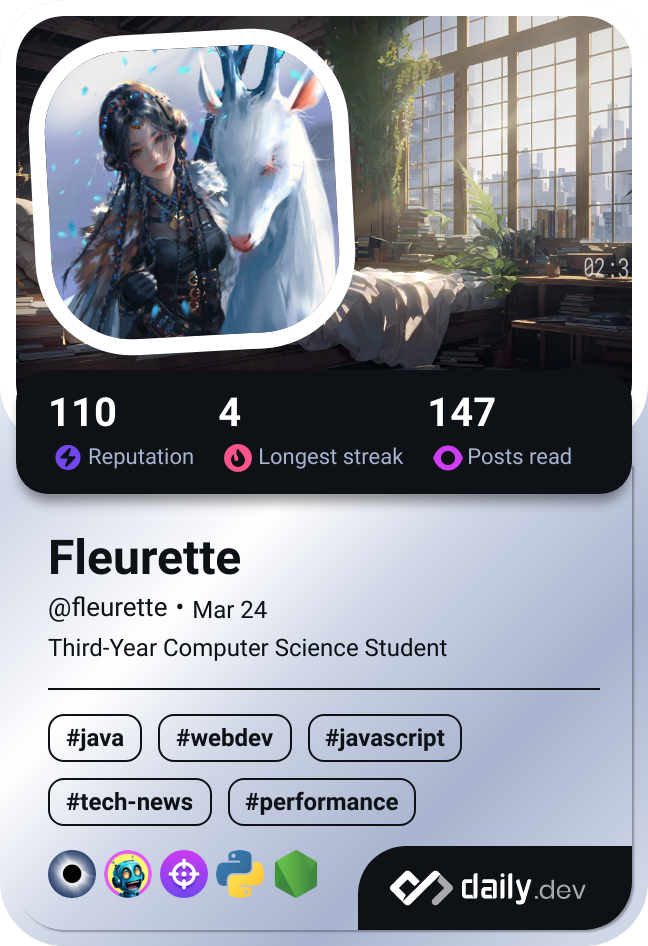 02:3
110 4 147
Reputation Longest streak Posts read
Fleurette
@fleurette • Mar 24
Third-Year Computer Science Student
#java #webdev #javascript
#tech-news #performance
daily.dev